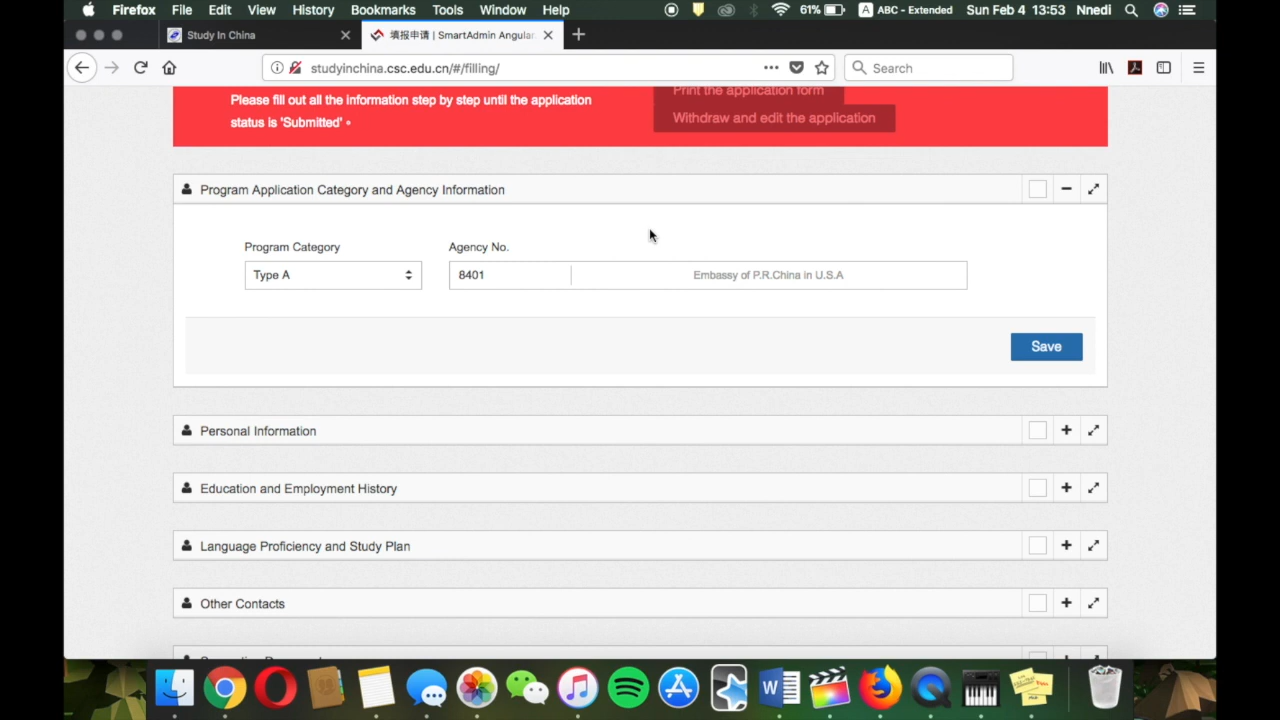 Firefox File Edit View History Bookmarks Tools Window Help 61% A ABC - Extended Sun Feb 4 13:53 Nnedi
Study In China 填报申请 | SmartAdmin Angular
studyinchina.csc.edu.cn/#/filling/ Search
Please fill out all the information step by step until the application
status is 'Submitted'。
Print the application form
Withdraw and edit the application
Program Application Category and Agency Information
Program Category Agency No.
Type A 8401 Embassy of P.R.China in U.S.A
Save
Personal Information
Education and Employment History
Language Proficiency and Study Plan
Other Contacts